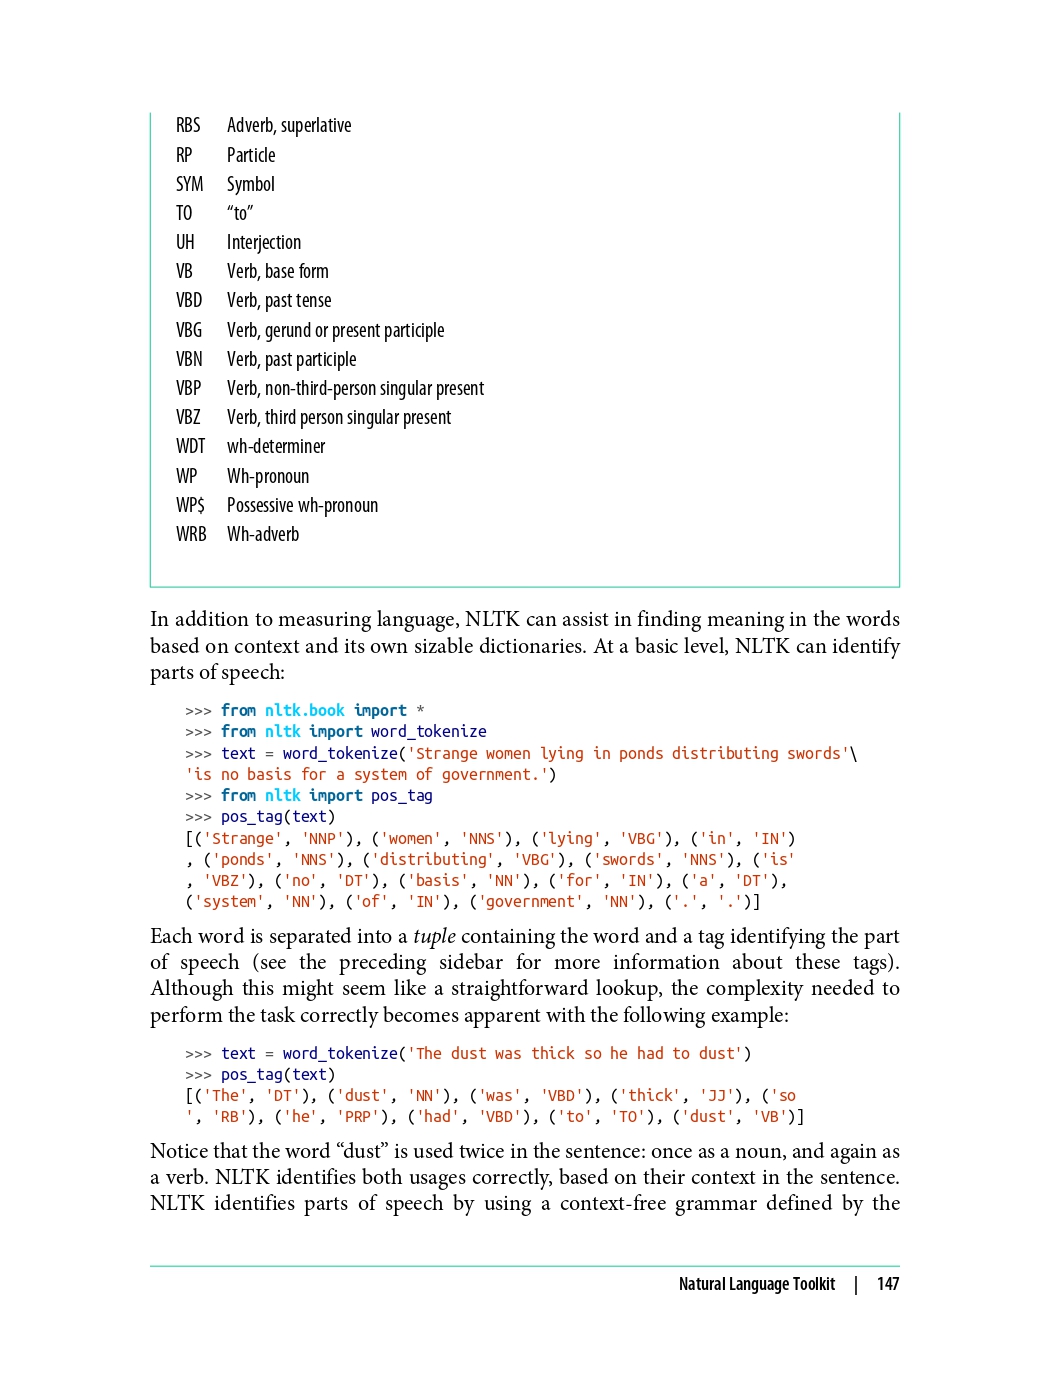 RBS Adverb, superlative
RP Particle
SYM Symbol
TO “to”
UH Interjection
VB Verb, base form
VBD Verb, past tense
VBG Verb, gerund or present participle
VBN Verb, past participle
VBP Verb, non-third-person singular present
VBZ Verb, third person singular present
WDT wh-determiner
WP Wh-pronoun
WP$ Possessive wh-pronoun
WRB Wh-adverb
In addition to measuring language, NLTK can assist in finding meaning in the words
based on context and its own sizable dictionaries. At a basic level, NLTK can identify
parts of speech:
>>> from nltk.book import *
>>> from nltk import word_tokenize
>>> text = word_tokenize('Strange women lying in ponds distributing swords'\
'is no basis for a system of government.')
>>> from nltk import pos_tag
>>> pos_tag(text)
[('Strange', 'NNP'), ('women', 'NNS'), ('lying', 'VBG'), ('in', 'IN')
, ('ponds', 'NNS'), ('distributing', 'VBG'), ('swords', 'NNS'), ('is'
, 'VBZ'), ('no', 'DT'), ('basis', 'NN'), ('for', 'IN'), ('a', 'DT'),
('system', 'NN'), ('of', 'IN'), ('government', 'NN'), ('.', '.')]
Each word is separated into a tuple containing the word and a tag identifying the part
of speech (see the preceding sidebar for more information about these tags).
Although this might seem like a straightforward lookup, the complexity needed to
perform the task correctly becomes apparent with the following example:
>>> text = word_tokenize('The dust was thick so he had to dust')
>>> pos_tag(text)
[('The', 'DT'), ('dust', 'NN'), ('was', 'VBD'), ('thick', 'JJ'), ('so
', 'RB'), ('he', 'PRP'), ('had', 'VBD'), ('to', 'TO'), ('dust', 'VB')]
Notice that the word “dust” is used twice in the sentence: once as a noun, and again as
a verb. NLTK identifies both usages correctly, based on their context in the sentence.
NLTK identifies parts of speech by using a context-free grammar defined by the
Natural Language Toolkit | 147